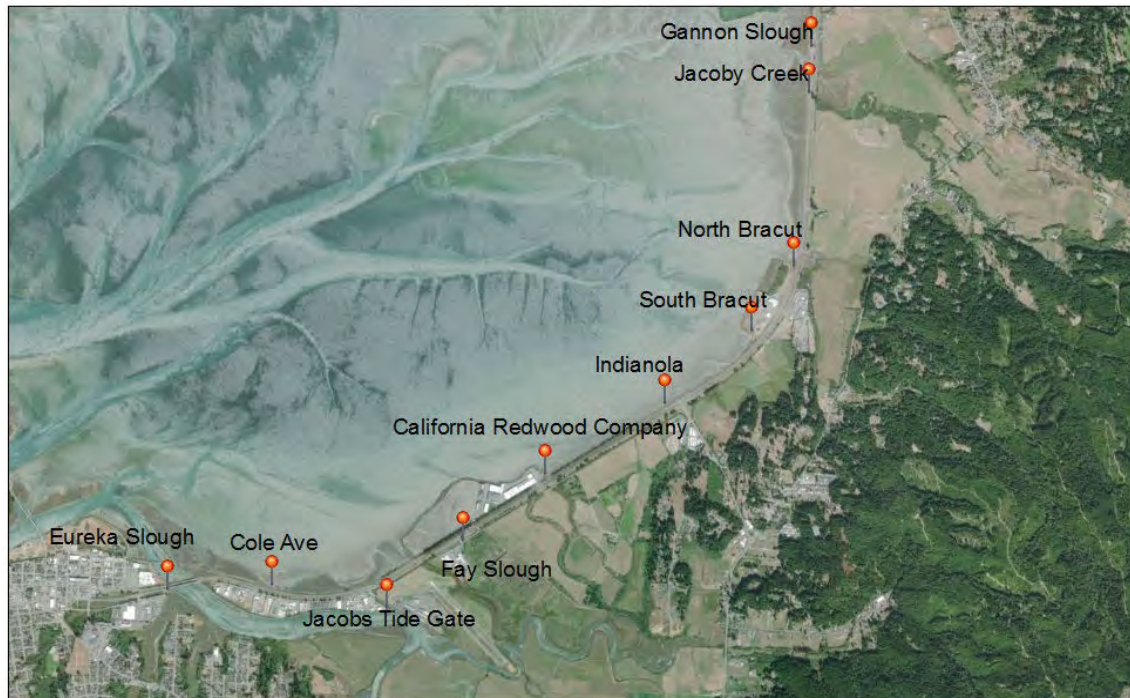 Gannon Slough
Jacoby Creek
North Bracut
South Bracut
Indianola
California Redwood Company
Eureka Slough
Cole Ave
Fay Slough
Jacobs Tide Gate